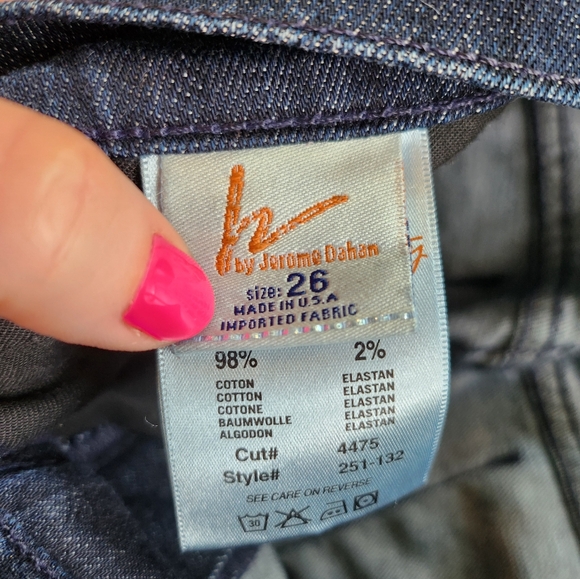 h
by Jerome Dahan
size: 26
MADE IN U.S.A
IMPORTED FABRIC
98% 2%
COTON ELASTAN
COTTON ELASTAN
COTONE ELASTAN
BAUMWOLLE ELASTAN
ALGODON ELASTAN
Cut# 4475
Style# 251-132
SEE CARE ON REVERSE
30